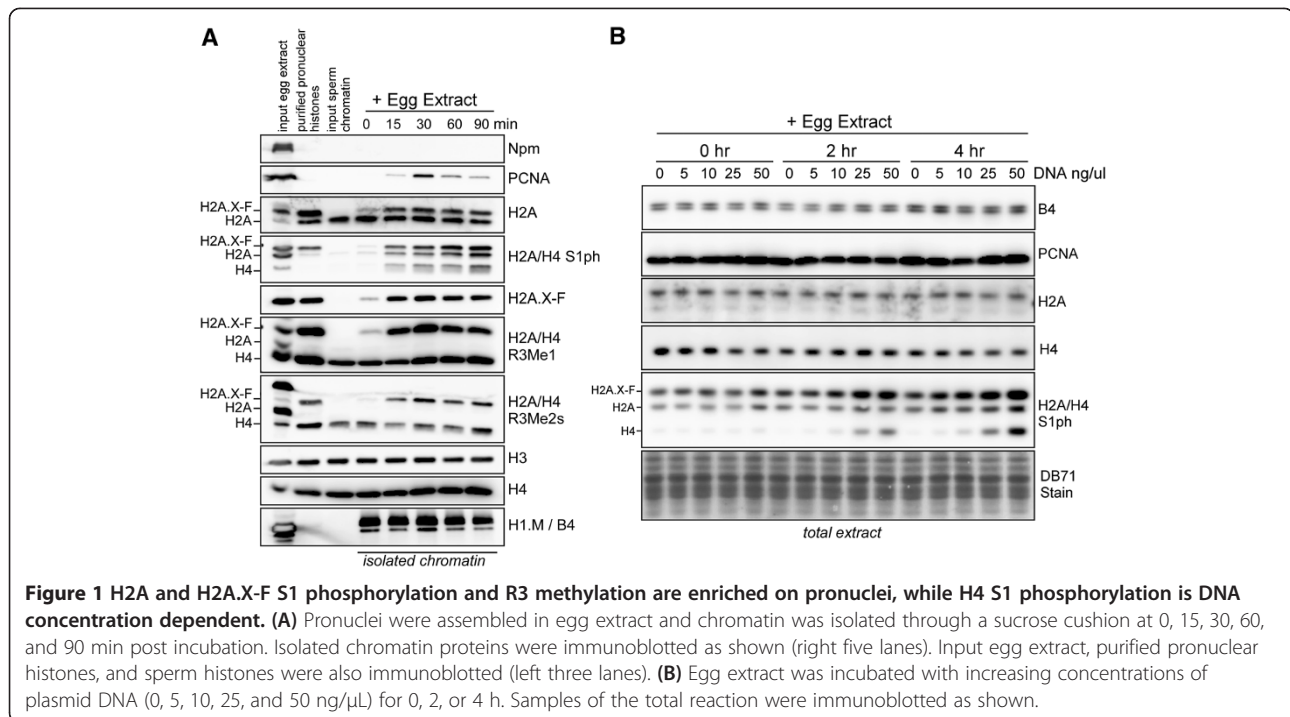 A
input egg extract
purified pronuclear
histones
input sperm
chromatin
+ Egg Extract
0 15 30 60 90 min
Npm
PCNA
H2A.X-F
H2A
H2A
H2A.X-F
H2A
H4
H2A/H4 S1ph
H2A.X-F
H2A.X-F
H2A
H4
H2A/H4
R3Me1
H2A.X-F
H2A
H4
H2A/H4
R3Me2s
H3
H4
H1.M / B4
isolated chromatin
B
+ Egg Extract
0 hr 2 hr 4 hr
0 5 10 25 50 0 5 10 25 50 0 5 10 25 50 DNA ng/ul
B4
PCNA
H2A
H4
H2A.X-F
H2A
H4
H2A/H4
S1ph
DB71
Stain
total extract
Figure 1 H2A and H2A.X-F S1 phosphorylation and R3 methylation are enriched on pronuclei, while H4 S1 phosphorylation is DNA
concentration dependent. (A) Pronuclei were assembled in egg extract and chromatin was isolated through a sucrose cushion at 0, 15, 30, 60,
and 90 min post incubation. Isolated chromatin proteins were immunoblotted as shown (right five lanes). Input egg extract, purified pronuclear
histones, and sperm histones were also immunoblotted (left three lanes). (B) Egg extract was incubated with increasing concentrations of
plasmid DNA (0, 5, 10, 25, and 50 ng/μL) for 0, 2, or 4 h. Samples of the total reaction were immunoblotted as shown.